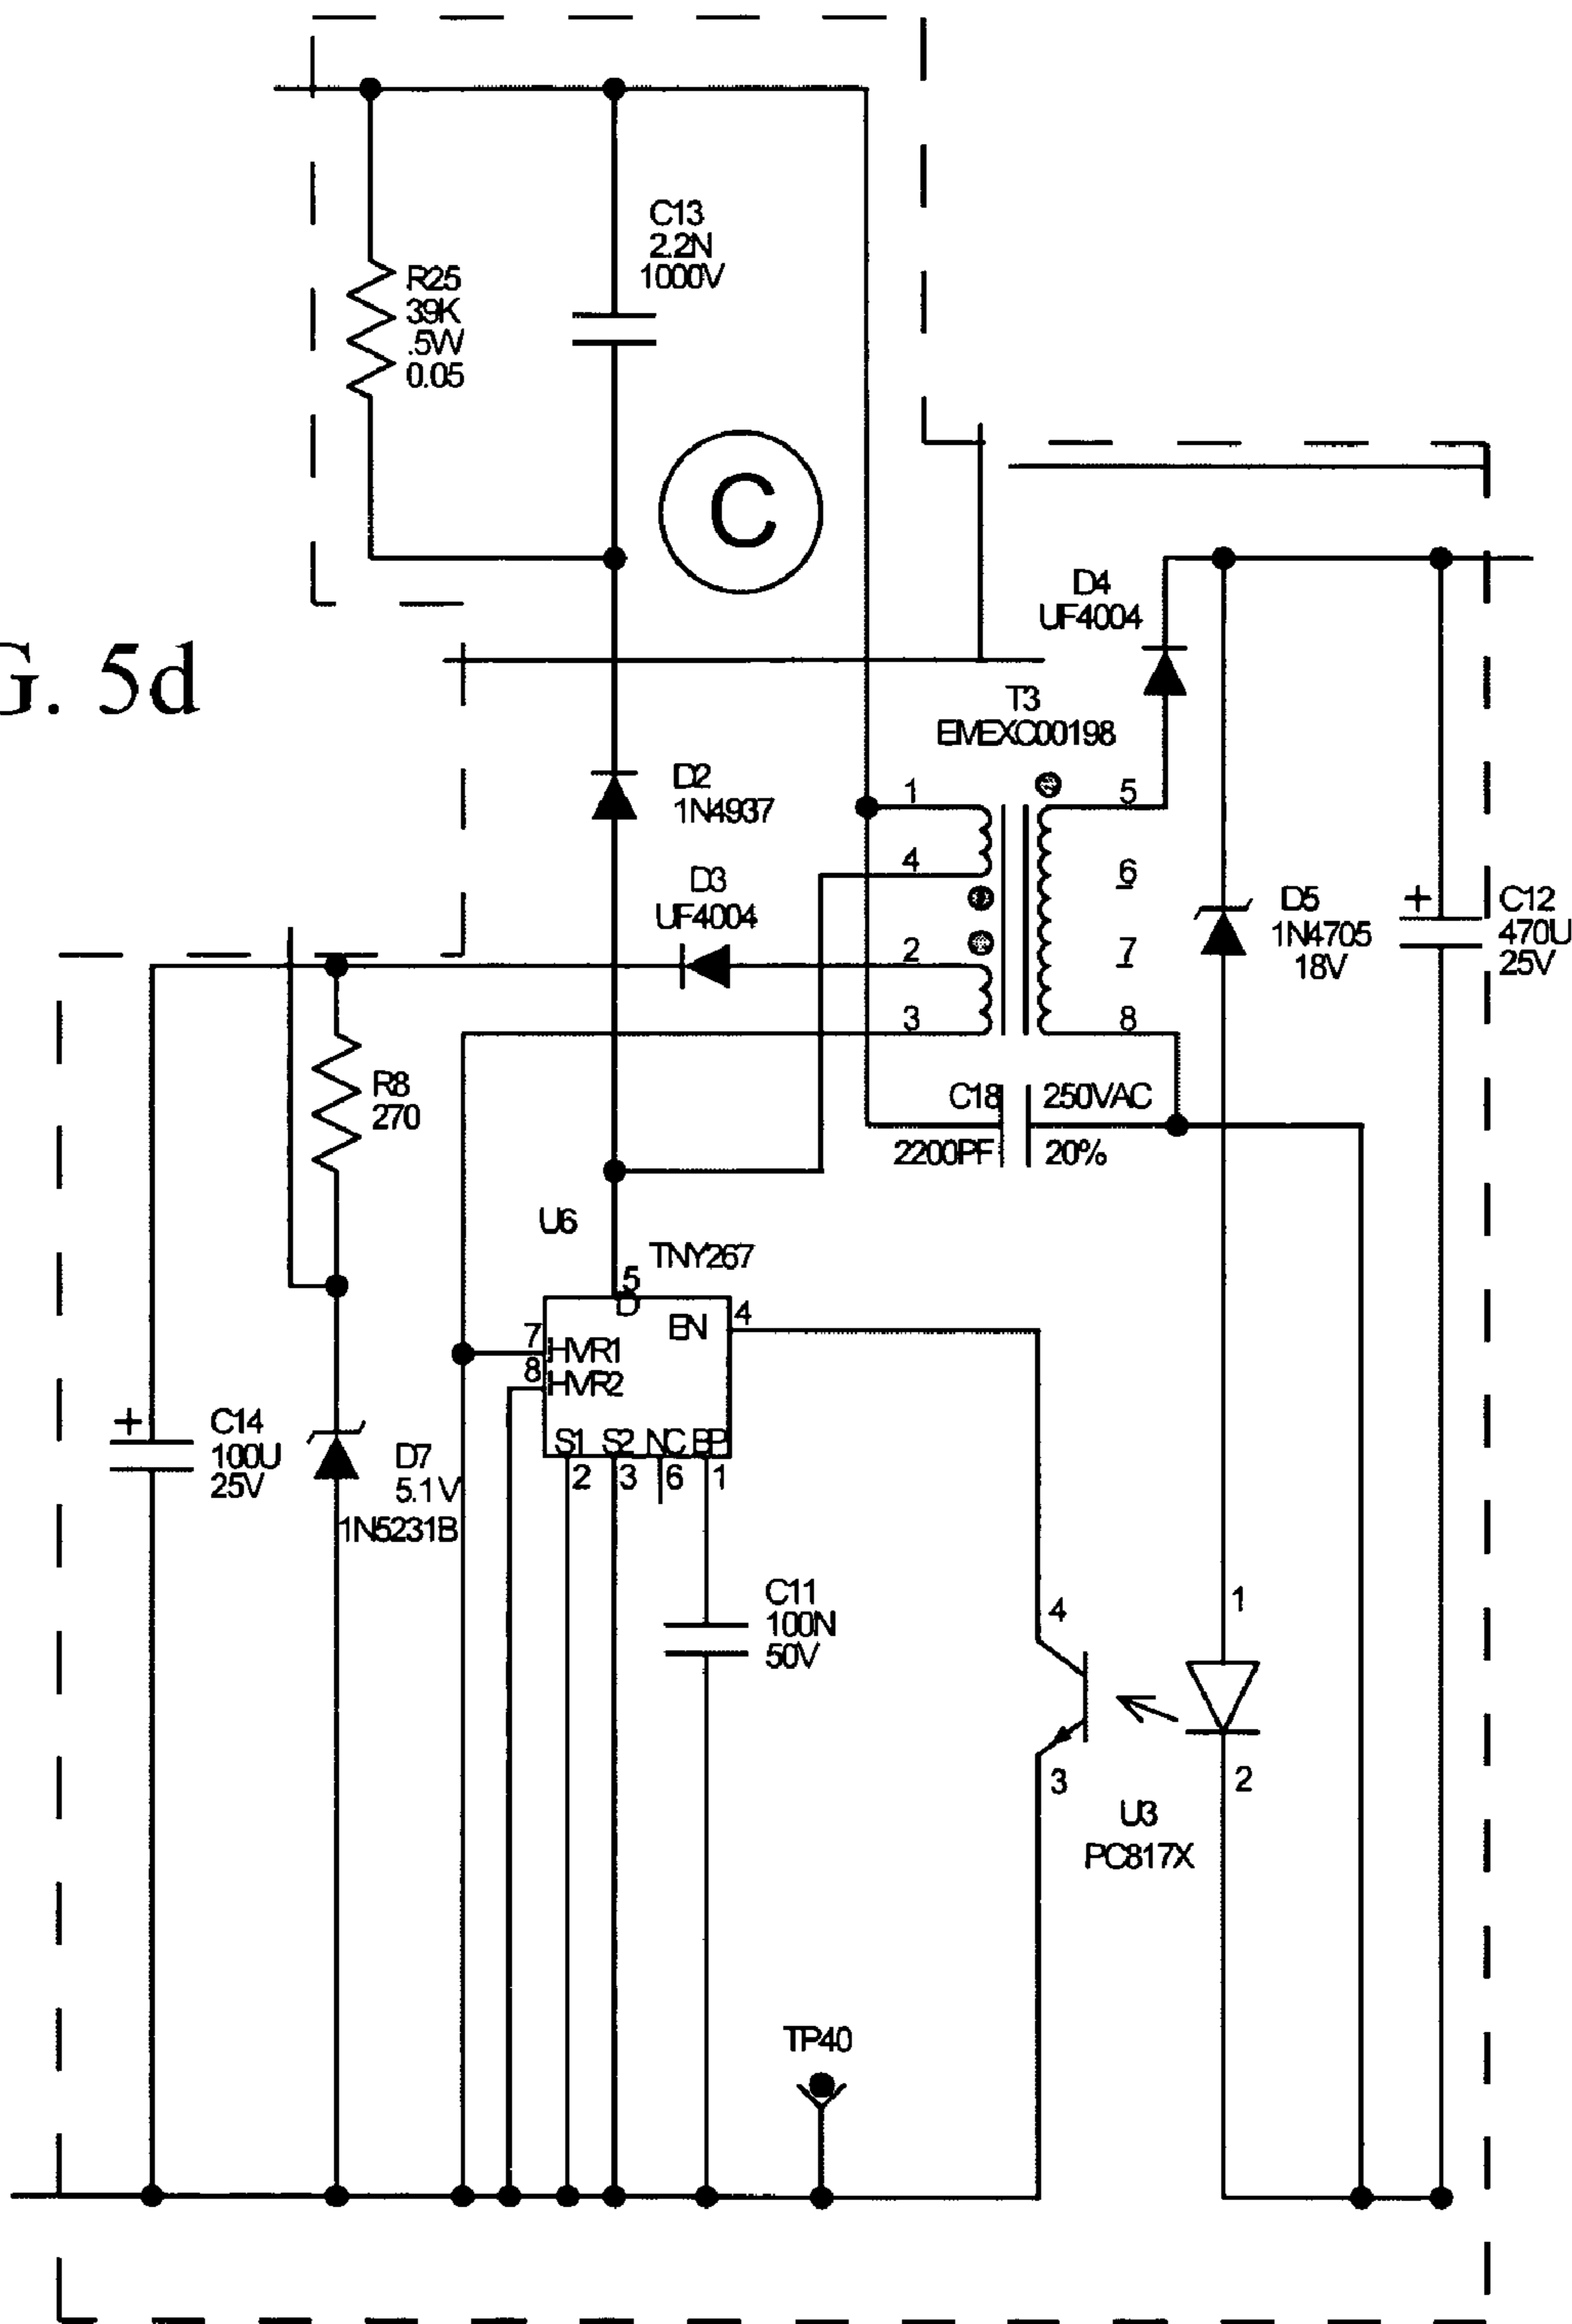 C13
2.2N
1000V
R25
39K
.5W
0.05
C
D4
UF4004
G. 5d
T3
EMEXC00198
D2
1N4937
1
5
4
6
D3
UF4004
D5
1N4705
18V
+
C12
470U
25V
2
7
3
8
R8
270
C18
250VAC
2200PF
20%
U6
TNY267
5
D
EN
4
7
HVR1
8
HVR2
+
C14
100U
25V
S1
S2
NC
BP
2
3
6
1
D7
5.1V
1N5231B
C11
100N
50V
4
1
3
2
U3
PC817X
TP40